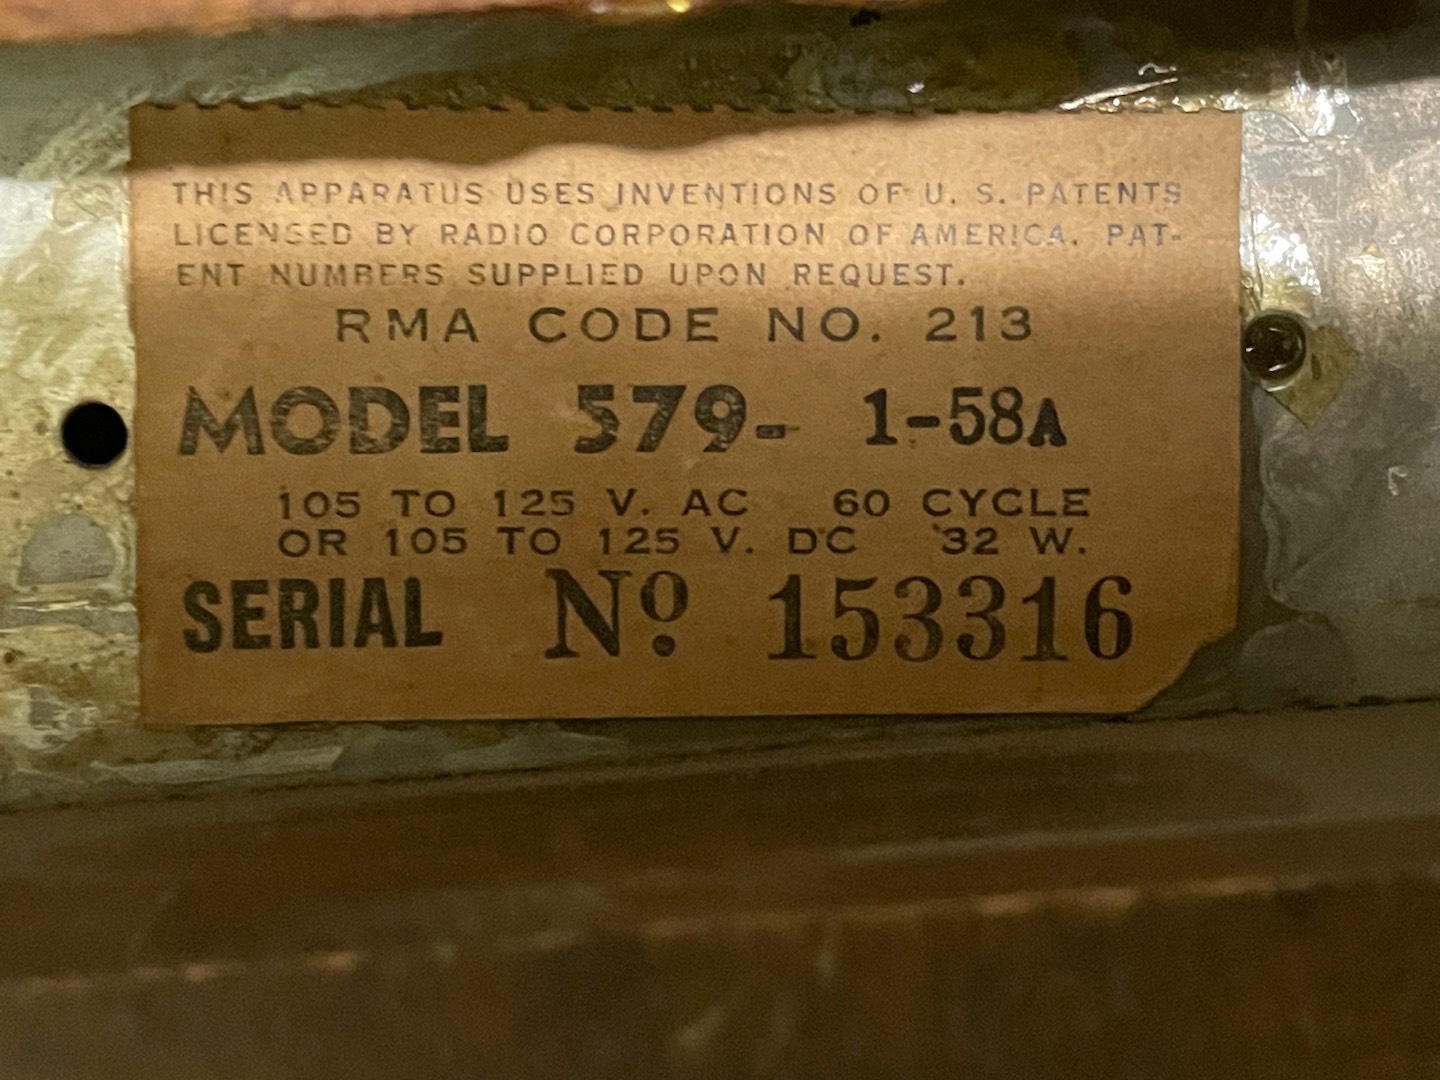 THIS APPARATUS USES INVENTIONS OF U. S. PATENTS
LICENSED BY RADIO CORPORATION OF AMERICA. PAT-
ENT NUMBERS SUPPLIED UPON REQUEST.
RMA CODE NO. 213
MODEL 579- 1-58A
105 TO 125 V. AC 60 CYCLE
OR 105 TO 125 V. DC 32 W.
SERIAL Nº 153316